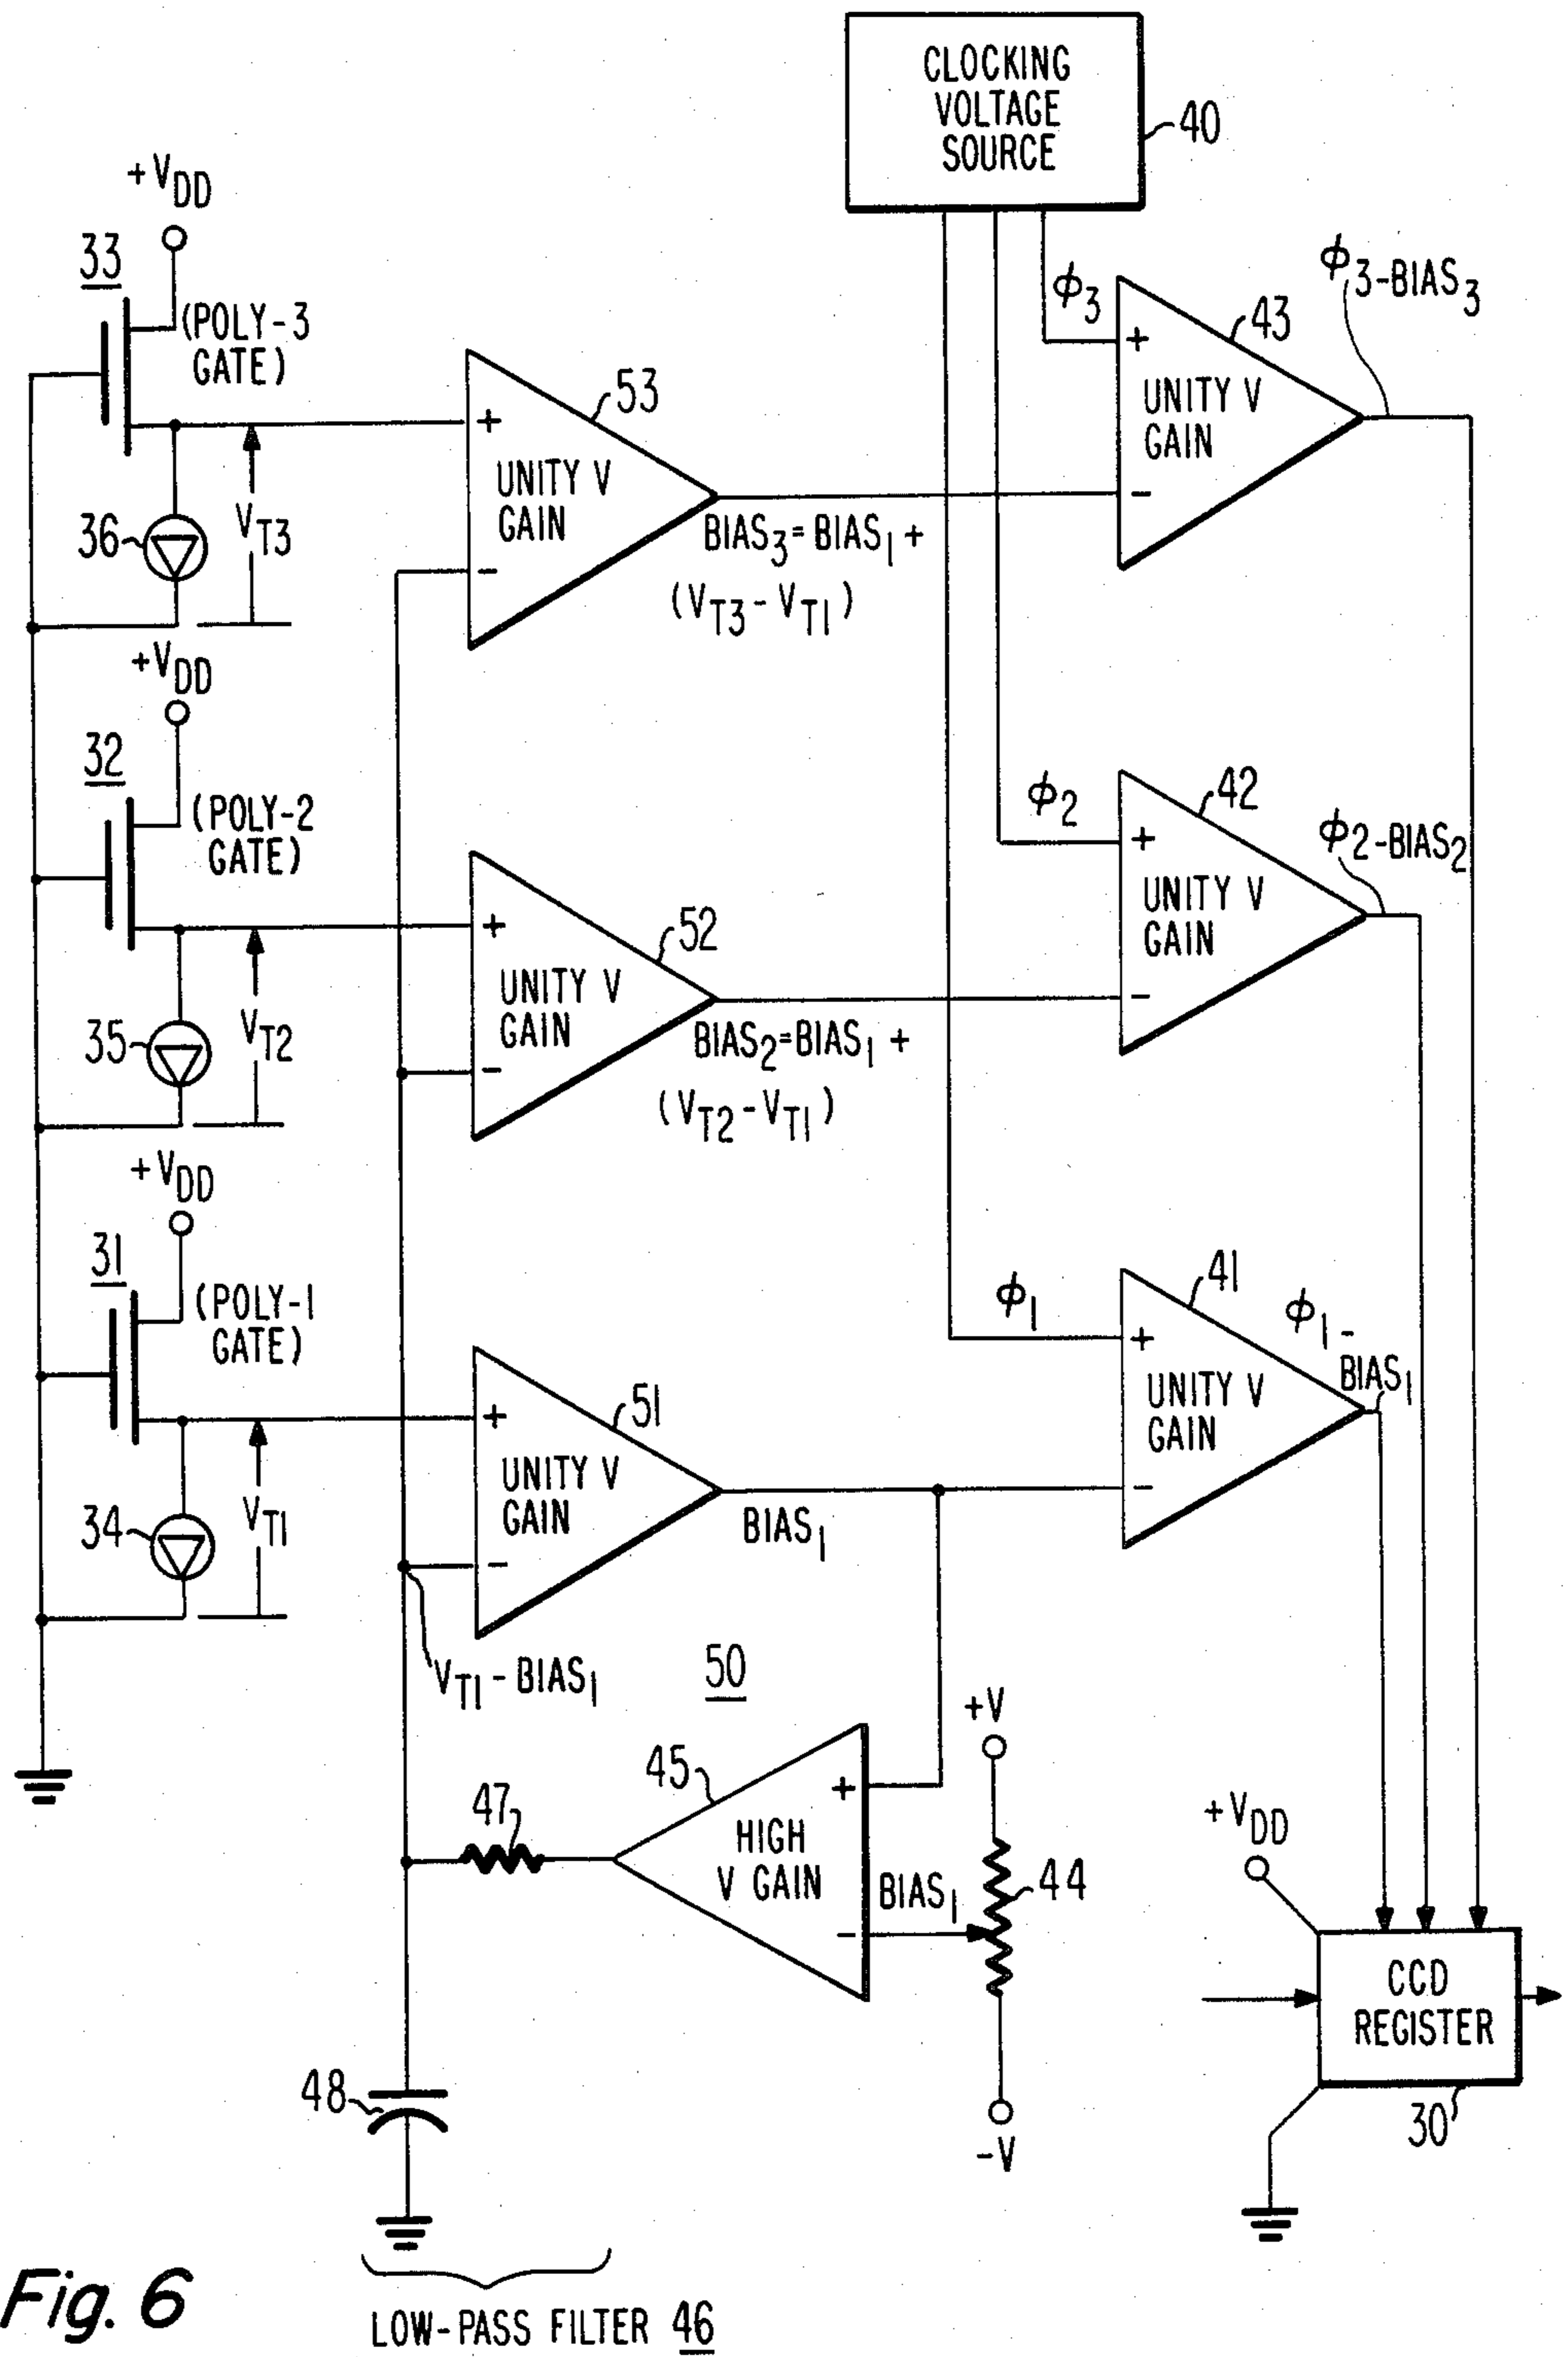 CLOCKING
VOLTAGE
SOURCE
40
+VDD
33
(POLY-3
GATE)
36
VT3
+
-
UNITY V
GAIN
53
BIAS3=BIAS1+
(VT3-VT1)
ϕ3
+
-
UNITY V
GAIN
43
ϕ3-BIAS3
+VDD
32
(POLY-2
GATE)
35
VT2
+
-
UNITY V
GAIN
52
BIAS2=BIAS1+
(VT2-VT1)
ϕ2
+
-
UNITY V
GAIN
42
ϕ2-BIAS2
+VDD
31
(POLY-1
GATE)
34
VT1
+
-
UNITY V
GAIN
51
BIAS1
VT1-BIAS1
ϕ1
+
-
UNITY V
GAIN
41
ϕ1-
BIAS1
50
45
+
-
HIGH
V GAIN
47
BIAS1
+V
44
-V
48
+VDD
CCD
REGISTER
30
Fig. 6
LOW-PASS FILTER 46